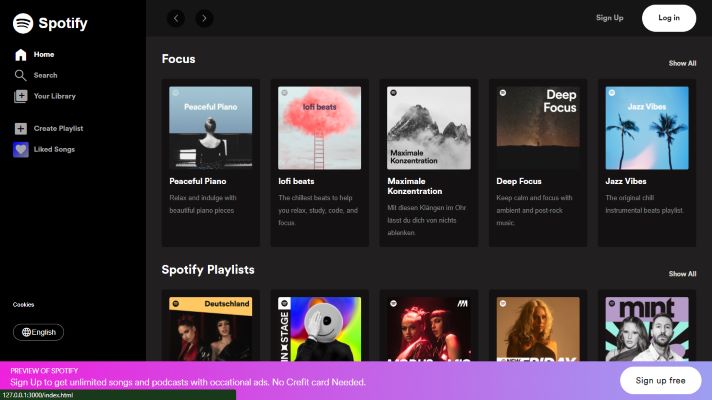 Spotify
Home
Search
Your Library
Create Playlist
Liked Songs
Cookies
English
Sign Up
Log in
Focus
Show All
Peaceful Piano
lofi beats
Maximale
Konzentration
Deep
Focus
Jazz Vibes
Peaceful Piano
Relax and indulge with
beautiful piano pieces
lofi beats
The chillest beats to help
you relax, study, code, and
focus.
Maximale
Konzentration
Mit diesen Klängen im Ohr
lässt du dich von nichts
ablenken.
Deep Focus
Keep calm and focus with
ambient and post-rock
music.
Jazz Vibes
The original chill
instrumental beats playlist.
Spotify Playlists
Show All
Deutschland
IN STAGE
mint
PREVIEW OF SPOTIFY
Sign Up to get unlimited songs and podcasts with occational ads. No Crefit card Needed.
Sign up free
127.0.0.1:3000/index.html